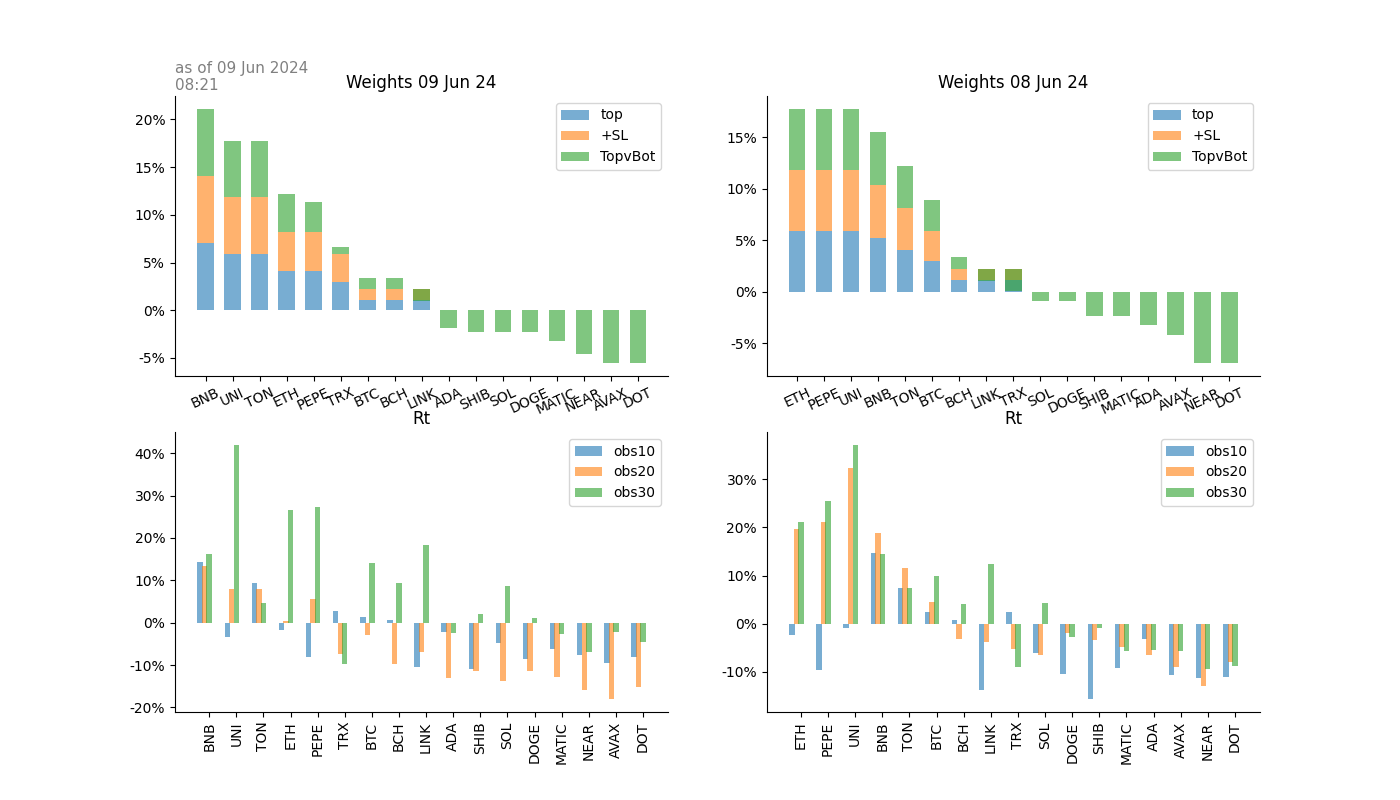 as of 09 Jun 2024
08:21
Weights 09 Jun 24
20%
15%
10%
5%
0%
-5%
top
+SL
TopvBot
BNB UNI TON ETH PEPE TRX BTC BCH LINK ADA SHIB SOL DOGE MATIC NEAR AVAX DOT
Weights 08 Jun 24
15%
10%
5%
0%
-5%
top
+SL
TopvBot
ETH PEPE UNI BNB TON BTC BCH LINK TRX SOL DOGE SHIB MATIC ADA AVAX NEAR DOT
Rt
40%
30%
20%
10%
0%
-10%
-20%
obs10
obs20
obs30
BNB UNI TON ETH PEPE TRX BTC BCH LINK ADA SHIB SOL DOGE MATIC NEAR AVAX DOT
Rt
30%
20%
10%
0%
-10%
obs10
obs20
obs30
ETH PEPE UNI BNB TON BTC BCH LINK TRX SOL DOGE SHIB MATIC ADA AVAX NEAR DOT